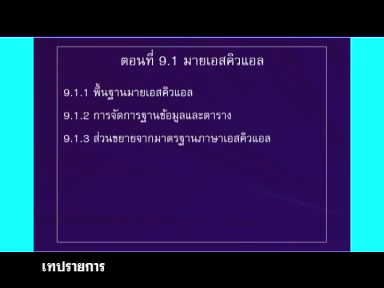 ตอนที่ 9.1 มายเอสคิวแอล
9.1.1 พื้นฐานมายเอสคิวแอล
9.1.2 การจัดการฐานข้อมูลและตาราง
9.1.3 ส่วนขยายจากมาตรฐานภาษาเอสคิวแอล
เทปรายการ